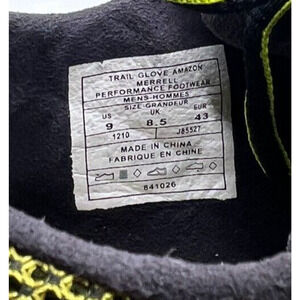 TRAIL GLOVE AMAZON
MERRELL
PERFORMANCE FOOTWEAR
MENS-HOMMES
SIZE-GRANDEUR
US UK EUR
9 8.5 43
1210 J85527
MADE IN CHINA
FABRIQUE EN CHINE
841026